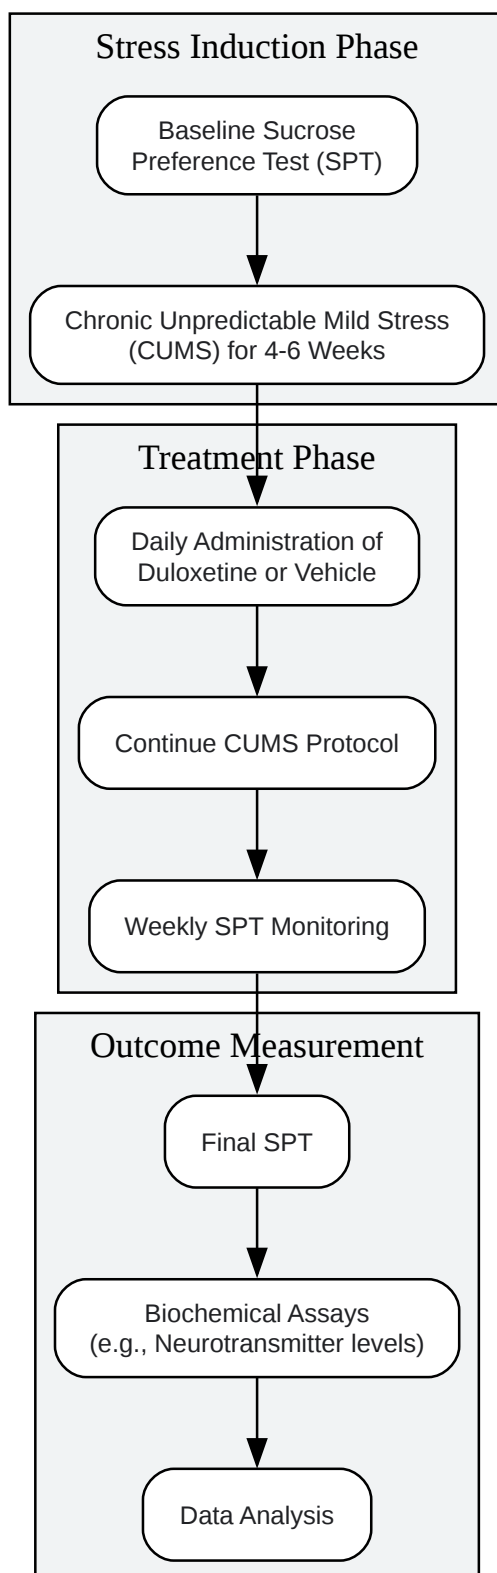 Stress Induction Phase
Baseline Sucrose
Preference Test (SPT)
Chronic Unpredictable Mild Stress
(CUMS) for 4-6 Weeks
Treatment Phase
Daily Administration of
Duloxetine or Vehicle
Continue CUMS Protocol
Weekly SPT Monitoring
Outcome Measurement
Final SPT
Biochemical Assays
(e.g., Neurotransmitter levels)
Data Analysis